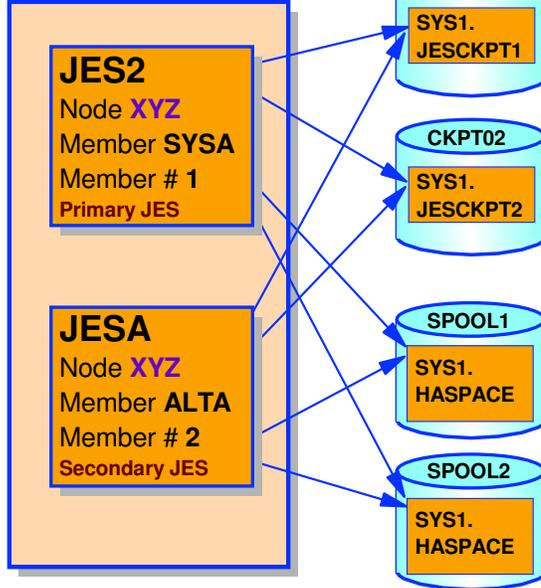 JES2
Node XYZ
Member SYSA
Member # 1
Primary JES
JESA
Node XYZ
Member ALTA
Member # 2
Secondary JES
SYS1.
JESCKPT1
CKPT02
SYS1.
JESCKPT2
SPOOL1
SYS1.
HASPACE
SPOOL2
SYS1.
HASPACE